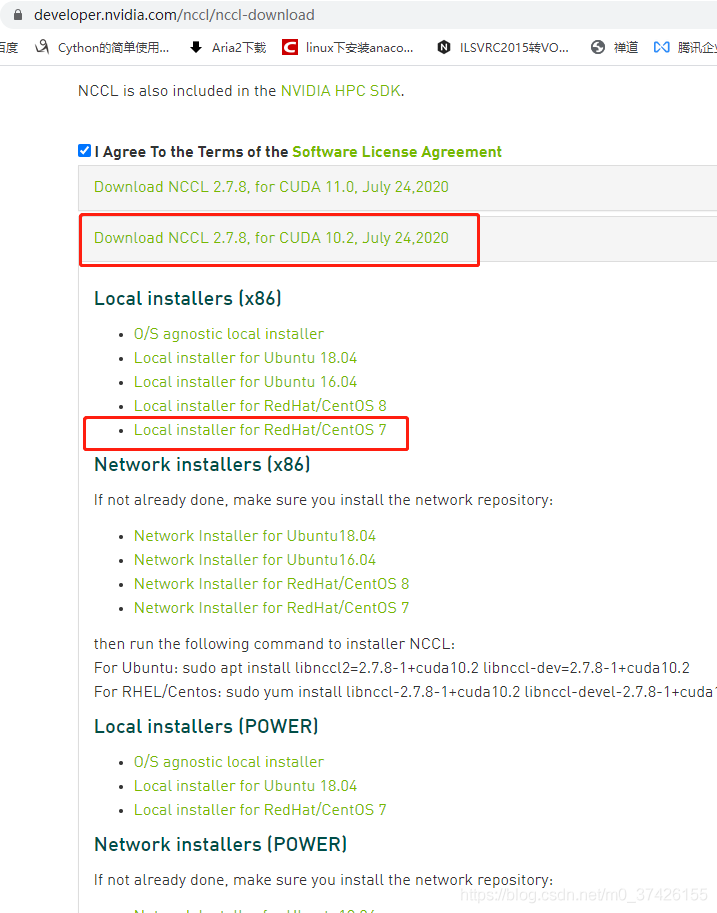 developer.nvidia.com/nccl/nccl-download
百度 Cython的简单使用... Aria2下载 linux下安装anaco... ILSVRC2015转VO... 禅道 腾讯企业
NCCL is also included in the NVIDIA HPC SDK.
I Agree To the Terms of the Software License Agreement
Download NCCL 2.7.8, for CUDA 11.0, July 24,2020
Download NCCL 2.7.8, for CUDA 10.2, July 24,2020
Local installers (x86)
O/S agnostic local installer
Local installer for Ubuntu 18.04
Local installer for Ubuntu 16.04
Local installer for RedHat/CentOS 8
Local installer for RedHat/CentOS 7
Network installers (x86)
If not already done, make sure you install the network repository:
Network Installer for Ubuntu18.04
Network Installer for Ubuntu16.04
Network Installer for RedHat/CentOS 8
Network Installer for RedHat/CentOS 7
then run the following command to installer NCCL:
For Ubuntu: sudo apt install libnccl2=2.7.8-1+cuda10.2 libnccl-dev=2.7.8-1+cuda10.2
For RHEL/Centos: sudo yum install libnccl-2.7.8-1+cuda10.2 libnccl-devel-2.7.8-1+cuda1
Local installers (POWER)
O/S agnostic local installer
Local installer for Ubuntu 18.04
Local installer for RedHat/CentOS 7
Network installers (POWER)
If not already done, make sure you install the network repository:
https://blog.csdn.net/m0_37426155